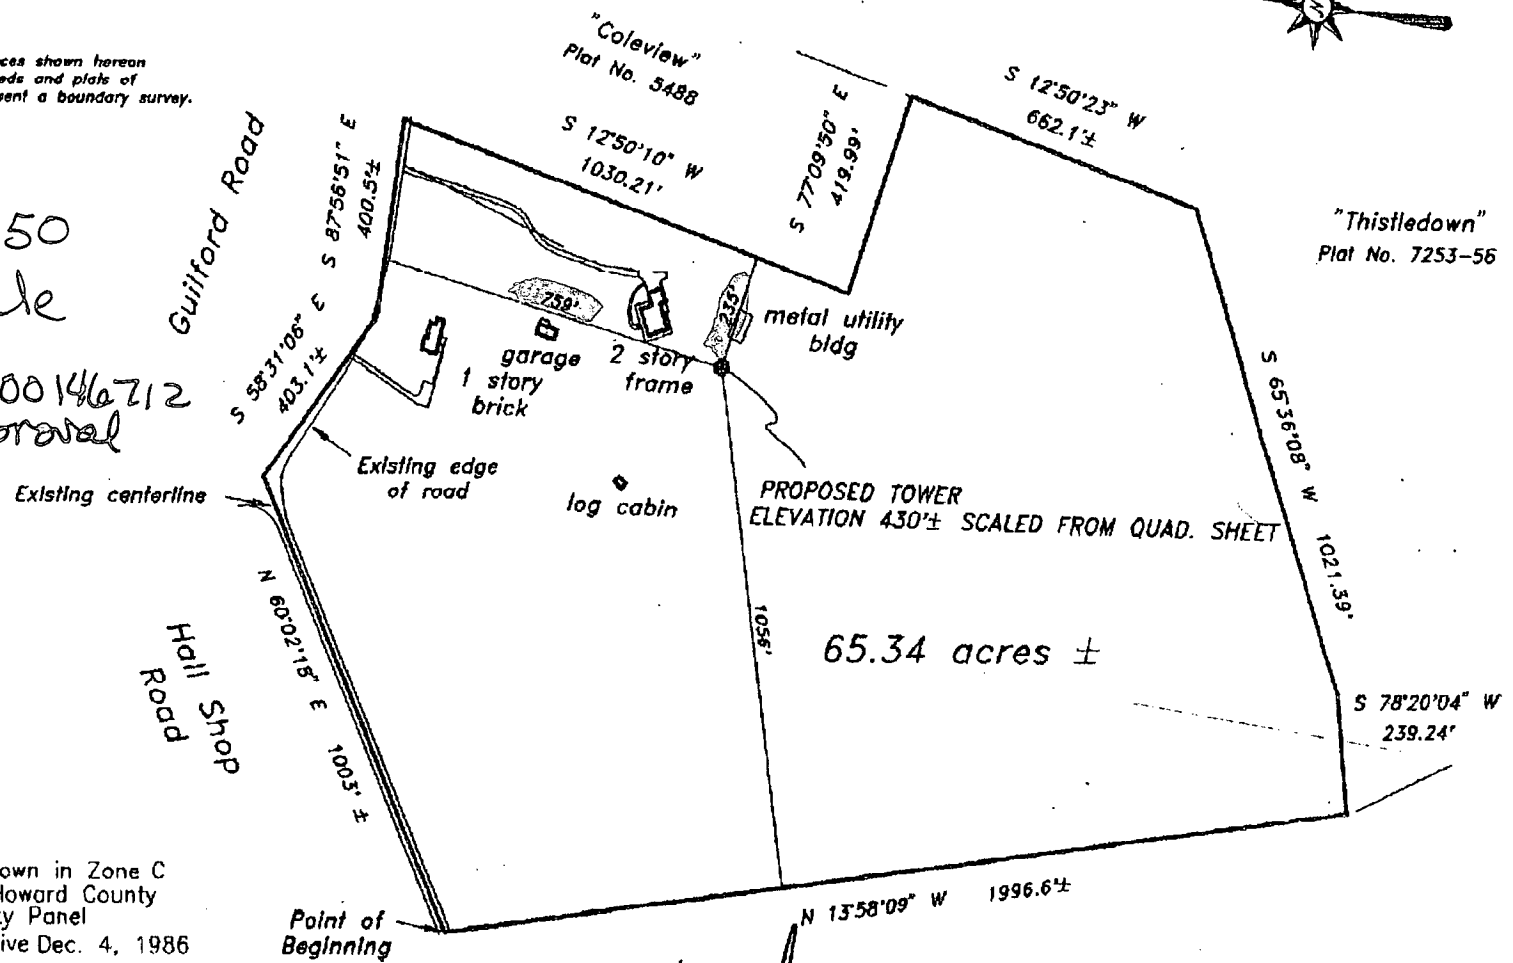 "Coleview"
Plat No. 5488
ces shown hereon
eds and plats of
sent a boundary survey.
N
S 12°50'23" W
662.1'±
S 12°50'10" W
1030.21'
S 77°09'50" E
419.99'
S 87°56'51" E
400.5'±
Guilford Road
50
le
00146712
proval
"Thistledown"
Plat No. 7253-56
S 58°31'06" E
403.1'±
759'
235'
metal utility
bldg
garage
2 story
frame
1 story
brick
Existing edge
of road
Existing centerline
log cabin
PROPOSED TOWER
ELEVATION 430'± SCALED FROM QUAD. SHEET
S 65°36'08" W 1021.39'
N 60°02'18" E 1003' ±
Hall Shop
Road
1056'
65.34 acres ±
S 78°20'04" W
239.24'
own in Zone C
Howard County
y Panel
ive Dec. 4, 1986
Point of
Beginning
N 13°58'09" W 1996.6'±